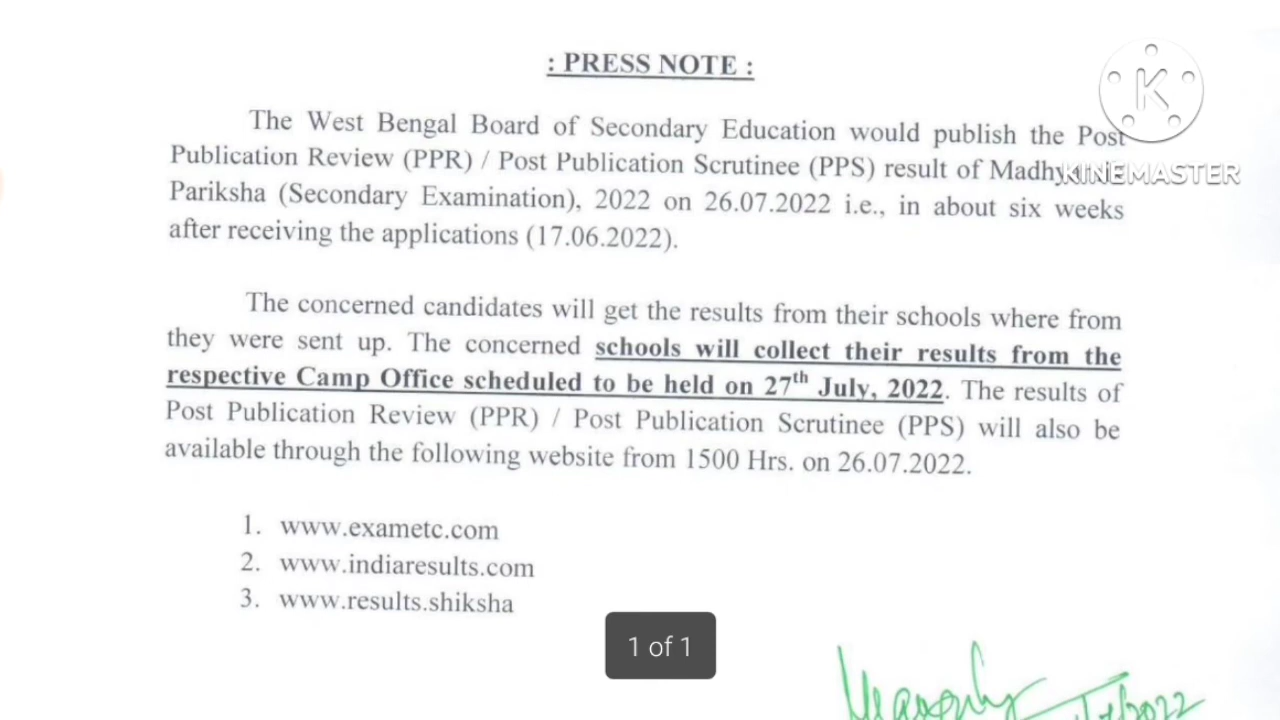 : PRESS NOTE :
The West Bengal Board of Secondary Education would publish the Post
Publication Review (PPR) / Post Publication Scrutinee (PPS) result of
Pariksha (Secondary Examination), 2022 on 26.07.2022 i.e., in about six weeks
after receiving the applications (17.06.2022).
The concerned candidates will get the results from their schools where from
they were sent up. The concerned schools will collect their results from the
respective Camp Office scheduled to be held on 27th July, 2022. The results of
Post Publication Review (PPR) / Post Publication Scrutinee (PPS) will also be
available through the following website from 1500 Hrs. on 26.07.2022.
1. www.exametc.com
2. www.indiaresults.com
3. www.results.shiksha
1 of 1
K
KINEMASTER